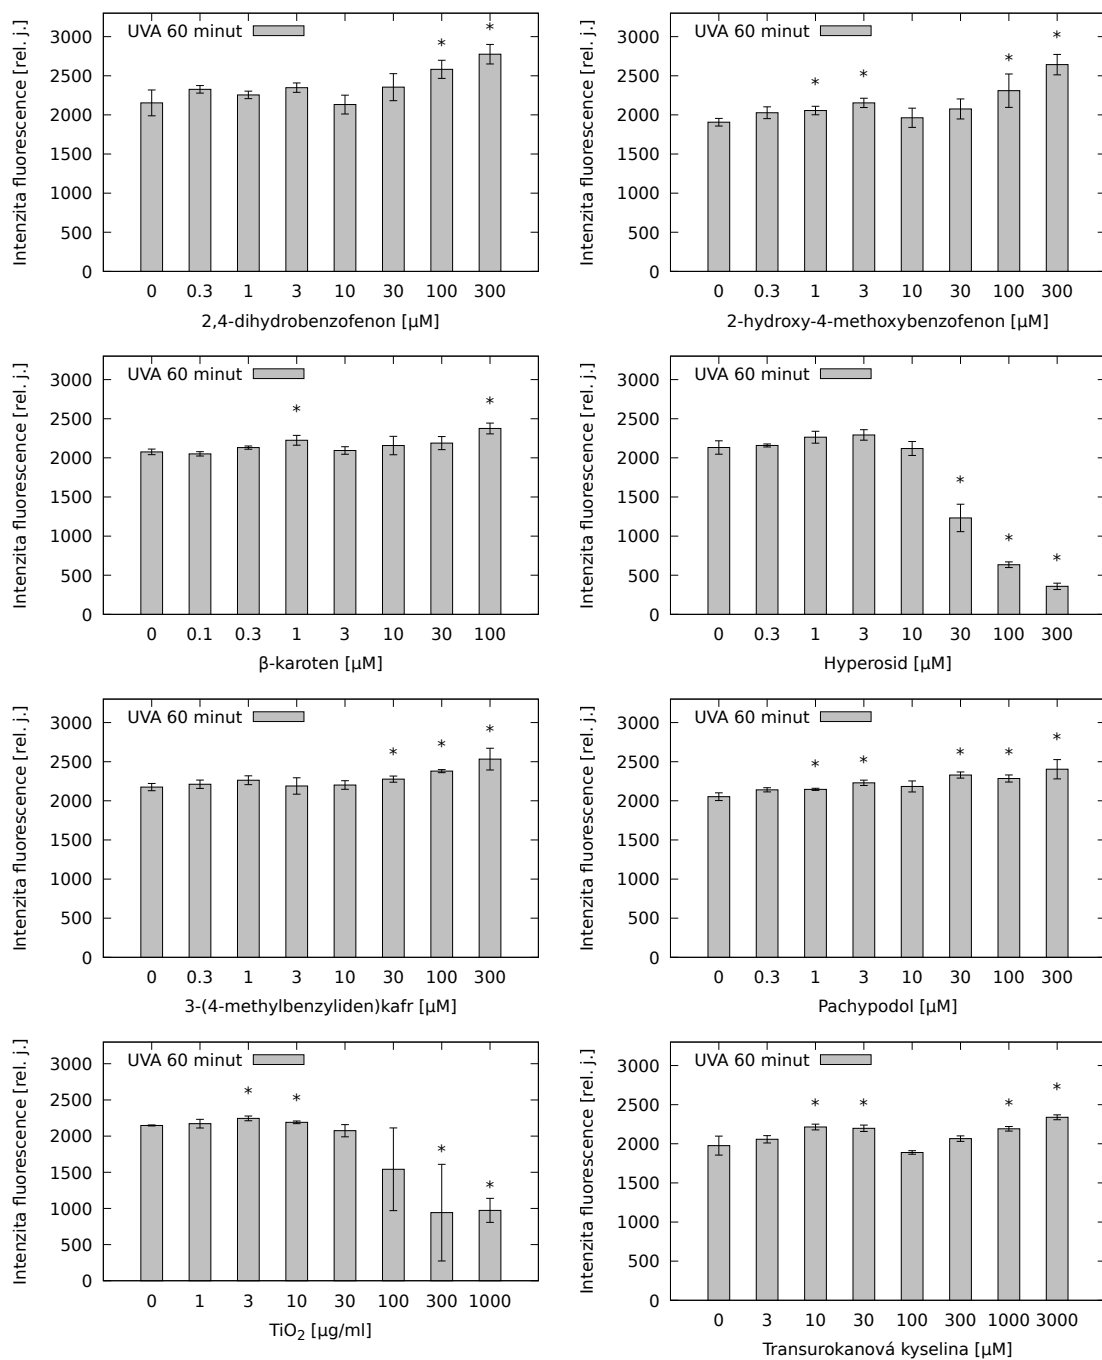 Intenzita fluorescence [rel. j.]
UVA 60 minut
3000
2500
2000
1500
1000
500
0
* *
0 0.3 1 3 10 30 100 300
2,4-dihydrobenzofenon [µM]
Intenzita fluorescence [rel. j.]
UVA 60 minut
3000
2500
2000
1500
1000
500
0
* * * *
0 0.3 1 3 10 30 100 300
2-hydroxy-4-methoxybenzofenon [µM]
Intenzita fluorescence [rel. j.]
UVA 60 minut
3000
2500
2000
1500
1000
500
0
* *
0 0.1 0.3 1 3 10 30 100
β-karoten [µM]
Intenzita fluorescence [rel. j.]
UVA 60 minut
3000
2500
2000
1500
1000
500
0
* * *
0 0.3 1 3 10 30 100 300
Hyperosid [µM]
Intenzita fluorescence [rel. j.]
UVA 60 minut
3000
2500
2000
1500
1000
500
0
* * *
0 0.3 1 3 10 30 100 300
3-(4-methylbenzyliden)kafr [µM]
Intenzita fluorescence [rel. j.]
UVA 60 minut
3000
2500
2000
1500
1000
500
0
* * * * *
0 0.3 1 3 10 30 100 300
Pachypodol [µM]
Intenzita fluorescence [rel. j.]
UVA 60 minut
3000
2500
2000
1500
1000
500
0
* * * *
0 1 3 10 30 100 300 1000
TiO₂ [µg/ml]
Intenzita fluorescence [rel. j.]
UVA 60 minut
3000
2500
2000
1500
1000
500
0
* * * *
0 3 10 30 100 300 1000 3000
Transurokanová kyselina [µM]